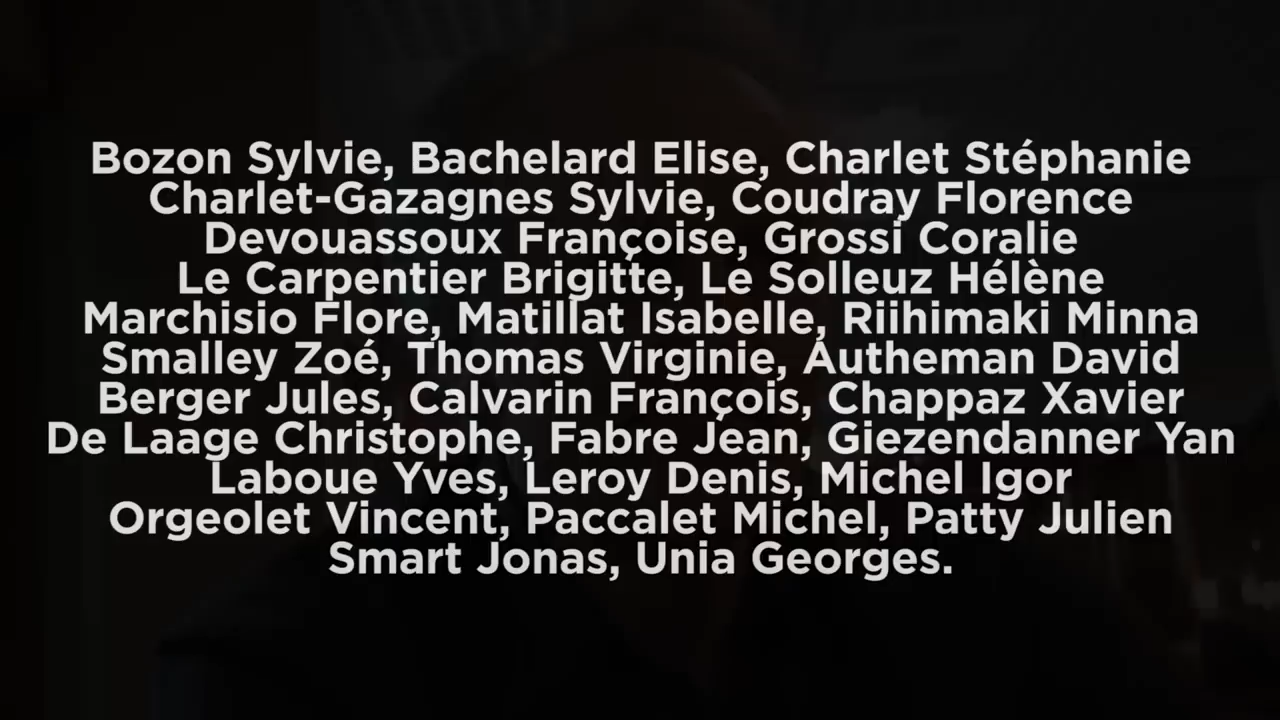 Bozon Sylvie, Bachelard Elise, Charlet Stéphanie
Charlet-Gazagnes Sylvie, Coudray Florence
Devouassoux Françoise, Grossi Coralie
Le Carpentier Brigitte, Le Solleuz Hélène
Marchisio Flore, Matillat Isabelle, Riihimaki Minna
Smalley Zoé, Thomas Virginie, Autheman David
Berger Jules, Calvarin François, Chappaz Xavier
De Laage Christophe, Fabre Jean, Giezendanner Yan
Laboue Yves, Leroy Denis, Michel Igor
Orgeolet Vincent, Paccalet Michel, Patty Julien
Smart Jonas, Unia Georges.